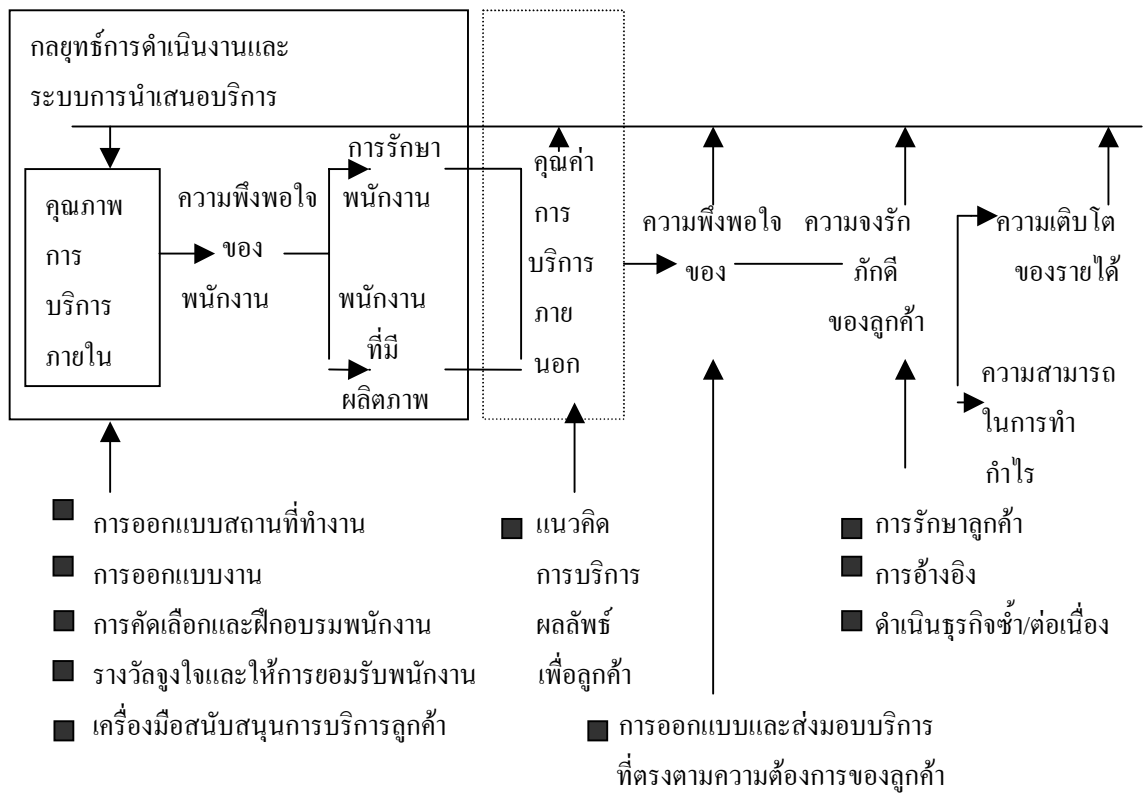 กลยุทธ์การดำเนินงานและ
ระบบการนำเสนอบริการ
คุณภาพ
การ
บริการ
ภายใน
ความพึงพอใจ
ของ
พนักงาน
การรักษา
พนักงาน
พนักงาน
ที่มี
ผลิตภาพ
คุณค่า
การ
บริการ
ภาย
นอก
ความพึงพอใจ
ของ
ความจงรัก
ภักดี
ของลูกค้า
ความเติบโต
ของรายได้
ความสามารถ
ในการทำ
กำไร
การออกแบบสถานที่ทำงาน
การออกแบบงาน
การคัดเลือกและฝึกอบรมพนักงาน
รางวัลจูงใจและให้การยอมรับพนักงาน
เครื่องมือสนับสนุนการบริการลูกค้า
แนวคิด
การบริการ
ผลลัพธ์
เพื่อลูกค้า
การออกแบบและส่งมอบบริการ
ที่ตรงตามความต้องการของลูกค้า
การรักษาลูกค้า
การอ้างอิง
ดำเนินธุรกิจซ้ำ/ต่อเนื่อง